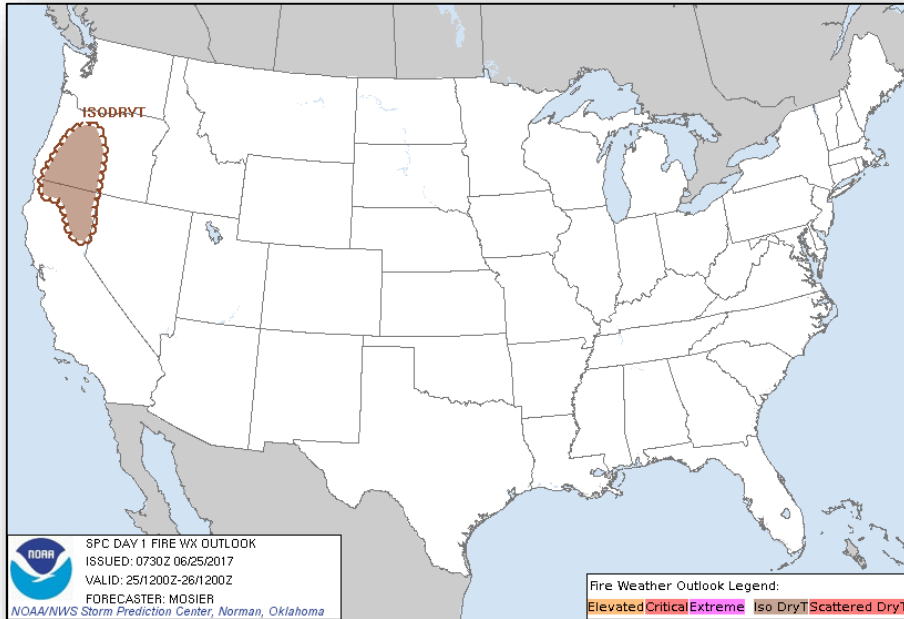 ISODRYT
NOAA
SPC DAY 1 FIRE WX OUTLOOK
ISSUED: 0730Z 06/25/2017
VALID: 25/1200Z-26/1200Z
FORECASTER: MOSIER
NOAA/NWS Storm Prediction Center, Norman, Oklahoma
Fire Weather Outlook Legend:
Elevated Critical Extreme Iso DryT Scattered DryT